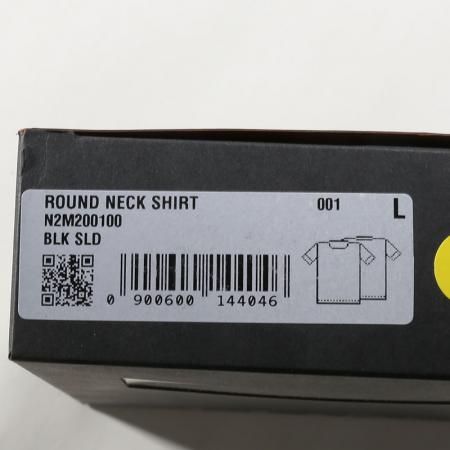 ROUND NECK SHIRT 001 L
N2M200100
BLK SLD
0 900600 144046